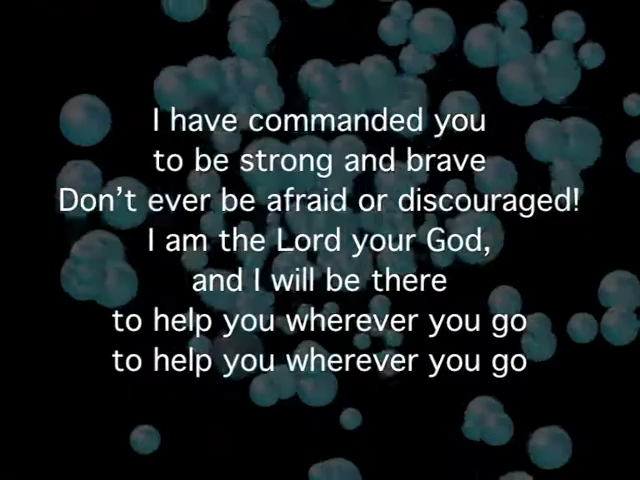 I have commanded you
to be strong and brave
Don't ever be afraid or discouraged!
I am the Lord your God,
and I will be there
to help you wherever you go
to help you wherever you go